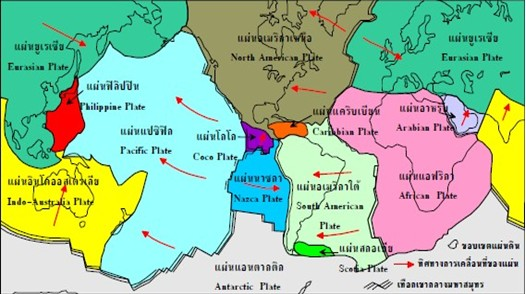 แผ่นยูเรเซีย
Eurasian Plate
แผ่นฟิลิปปิน
Philippine Plate
แผ่นแปซิฟิล
Pacific Plate
แผ่นอินโดออสเตรเลีย
Indo-Australia Plate
แผ่นอเมริกาเหนือ
North American Plate
แผ่นโคโค
Coco Plate
แผ่นแคริบเบียน
Caribbian Plate
แผ่นนาซคา
Nazca Plate
แผ่นอเมริกาใต้
South American
Plate
แผ่นสคอเชีย
Scotia Plate
แผ่นแอนตาคติล
Antarctic Plate
แผ่นยูเรเซีย
Eurasian Plate
แผ่นอาหรับ
Arabian Plate
แผ่นแอฟริกา
African Plate
ขอบเขตแผ่นดิน
ทิศทางการเคลื่อนที่ของแผ่น
เทือกเขากลางมหาสมุทร